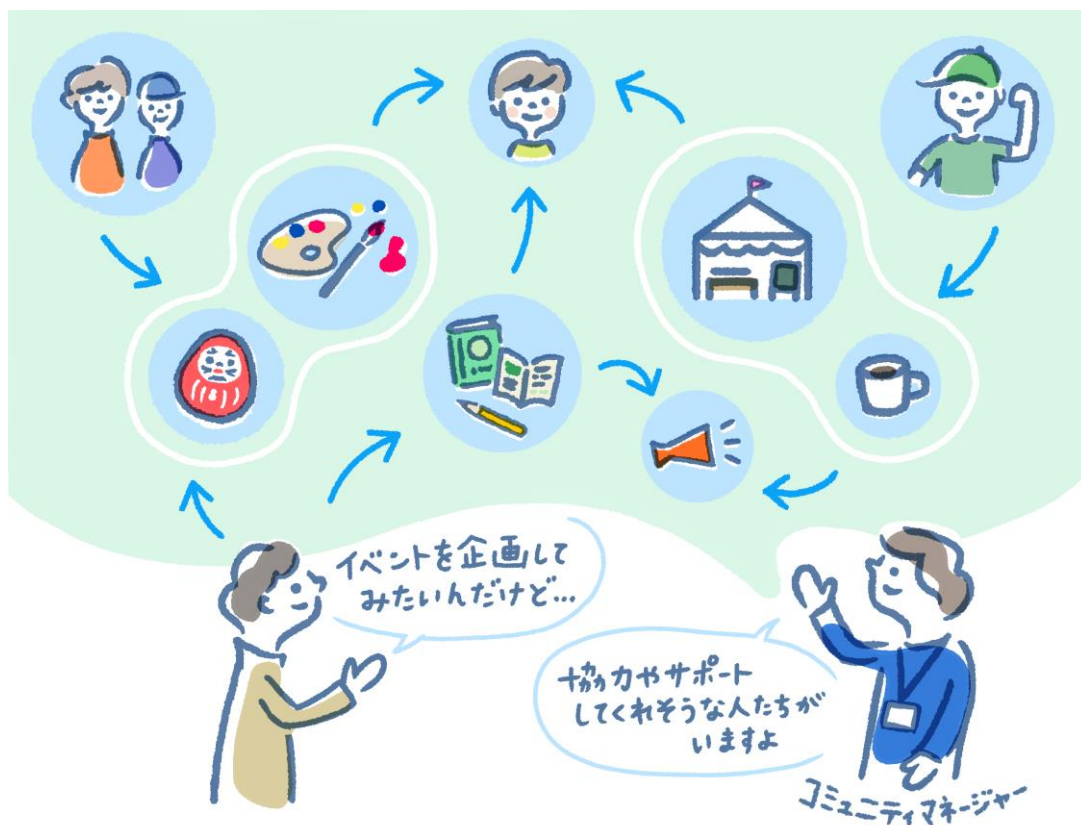 イベントを企画して
みたいんだけど...
協力やサポート
してくれそうな人たちが
いますよ
コミュニティマネージャー